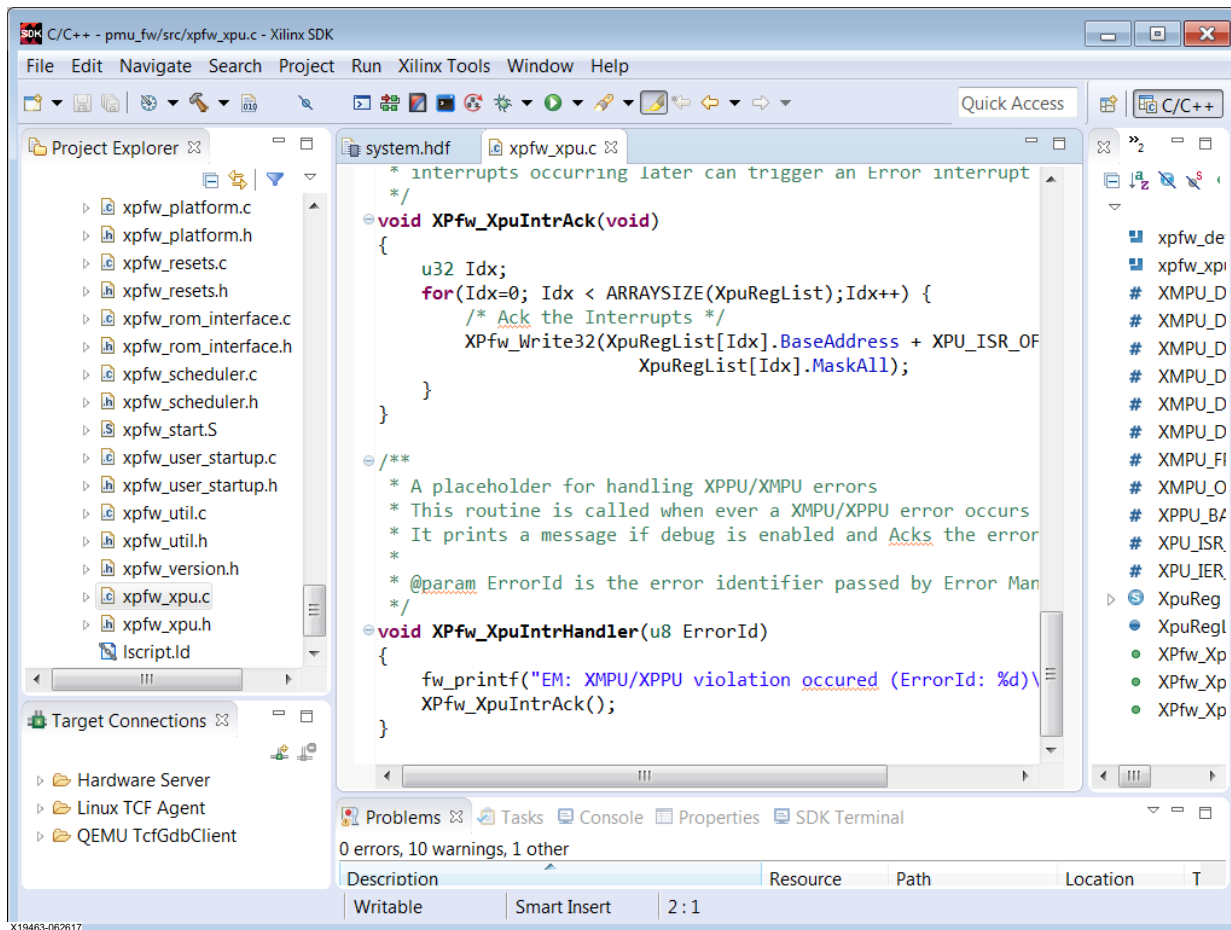 SDK C/C++ - pmu_fw/src/xpfw_xpu.c - Xilinx SDK
File Edit Navigate Search Project Run Xilinx Tools Window Help
Quick Access
C/C++
Project Explorer
xpfw_platform.c
xpfw_platform.h
xpfw_resets.c
xpfw_resets.h
xpfw_rom_interface.c
xpfw_rom_interface.h
xpfw_scheduler.c
xpfw_scheduler.h
xpfw_start.S
xpfw_user_startup.c
xpfw_user_startup.h
xpfw_util.c
xpfw_util.h
xpfw_version.h
xpfw_xpu.c
xpfw_xpu.h
lscript.ld
Target Connections
Hardware Server
Linux TCF Agent
QEMU TcfGdbClient
system.hdf xpfw_xpu.c
* interrupts occurring later can trigger an Error interrupt
*/
void XPfw_XpuIntrAck(void)
{
u32 Idx;
for(Idx=0; Idx < ARRAYSIZE(XpuRegList);Idx++) {
/* Ack the Interrupts */
XPfw_Write32(XpuRegList[Idx].BaseAddress + XPU_ISR_OF
XpuRegList[Idx].MaskAll);
}
}
/**
* A placeholder for handling XPPU/XMPU errors
* This routine is called when ever a XMPU/XPPU error occurs
* It prints a message if debug is enabled and Acks the error
*
* @param ErrorId is the error identifier passed by Error Man
*/
void XPfw_XpuIntrHandler(u8 ErrorId)
{
fw_printf("EM: XMPU/XPPU violation occured (ErrorId: %d)\
XPfw_XpuIntrAck();
}
»2
xpfw_de
xpfw_xpu
# XMPU_D
# XMPU_D
# XMPU_D
# XMPU_D
# XMPU_D
# XMPU_D
# XMPU_FI
# XMPU_O
# XPPU_BA
# XPU_ISR_
# XPU_IER_
S XpuReg
XpuRegL
XPfw_Xp
XPfw_Xp
XPfw_Xp
Problems Tasks Console Properties SDK Terminal
0 errors, 10 warnings, 1 other
Description Resource Path Location T
Writable Smart Insert 2 : 1
X19463-062617